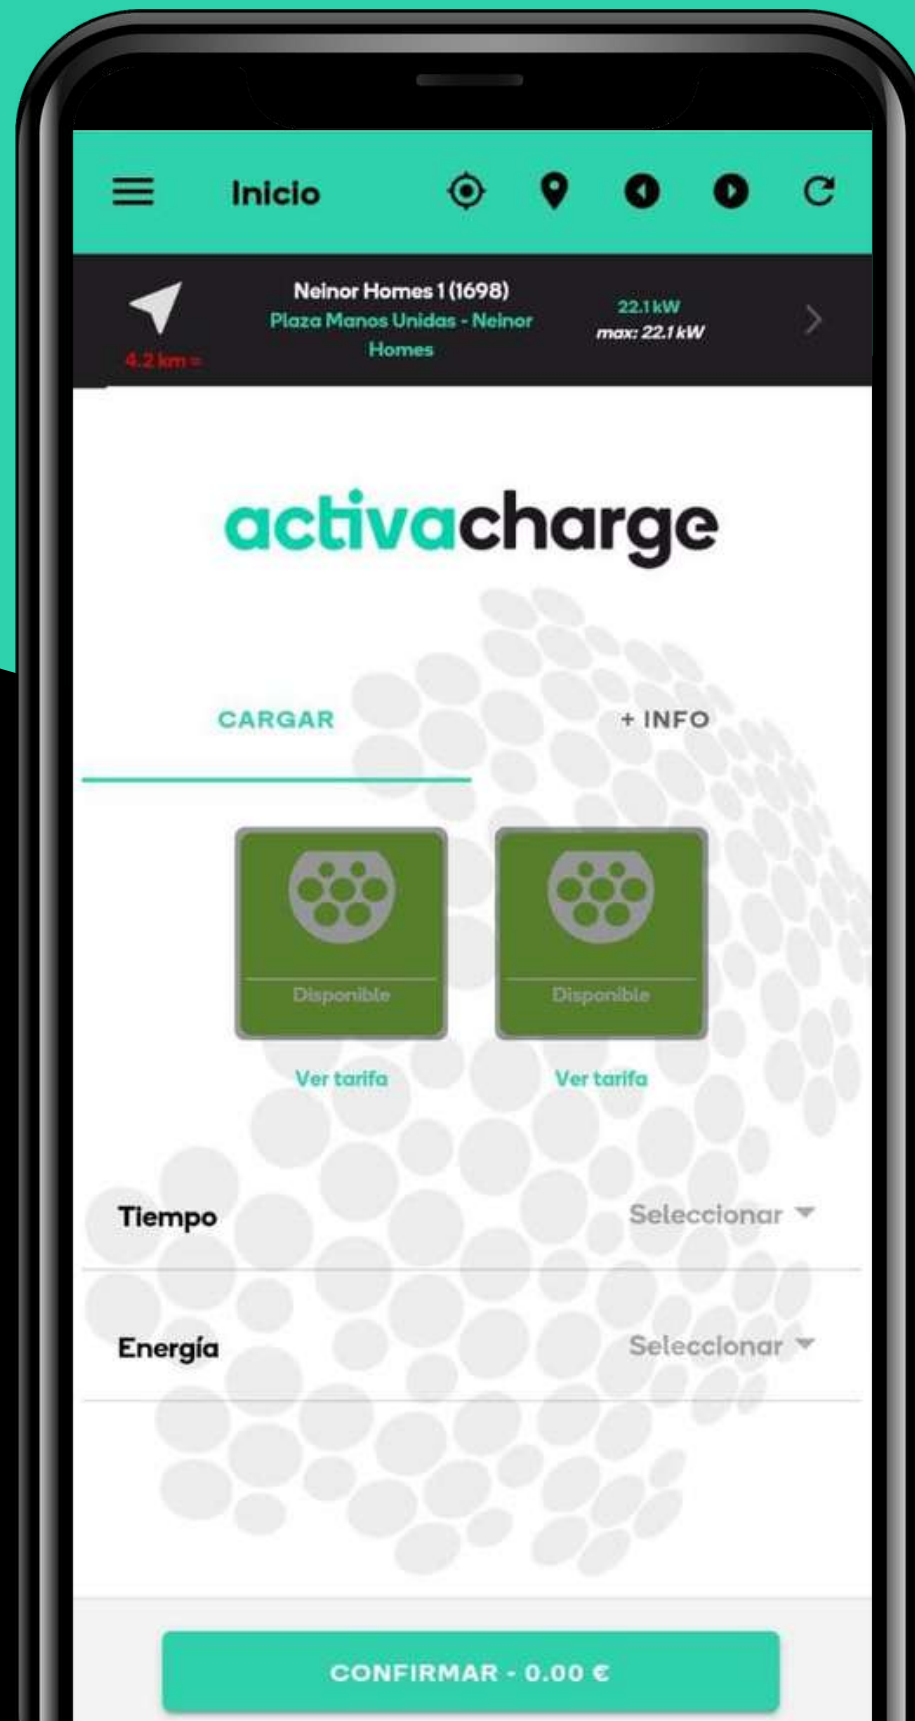 Inicio
Neinor Homes 1 (1698)
Plaza Manos Unidas - Neinor
Homes
22.1 kW
max: 22.1 kW
4.2 km =
activacharge
CARGAR
+ INFO
Disponible
Disponible
Ver tarifa
Ver tarifa
Tiempo
Seleccionar
Energía
Seleccionar
CONFIRMAR - 0.00 €